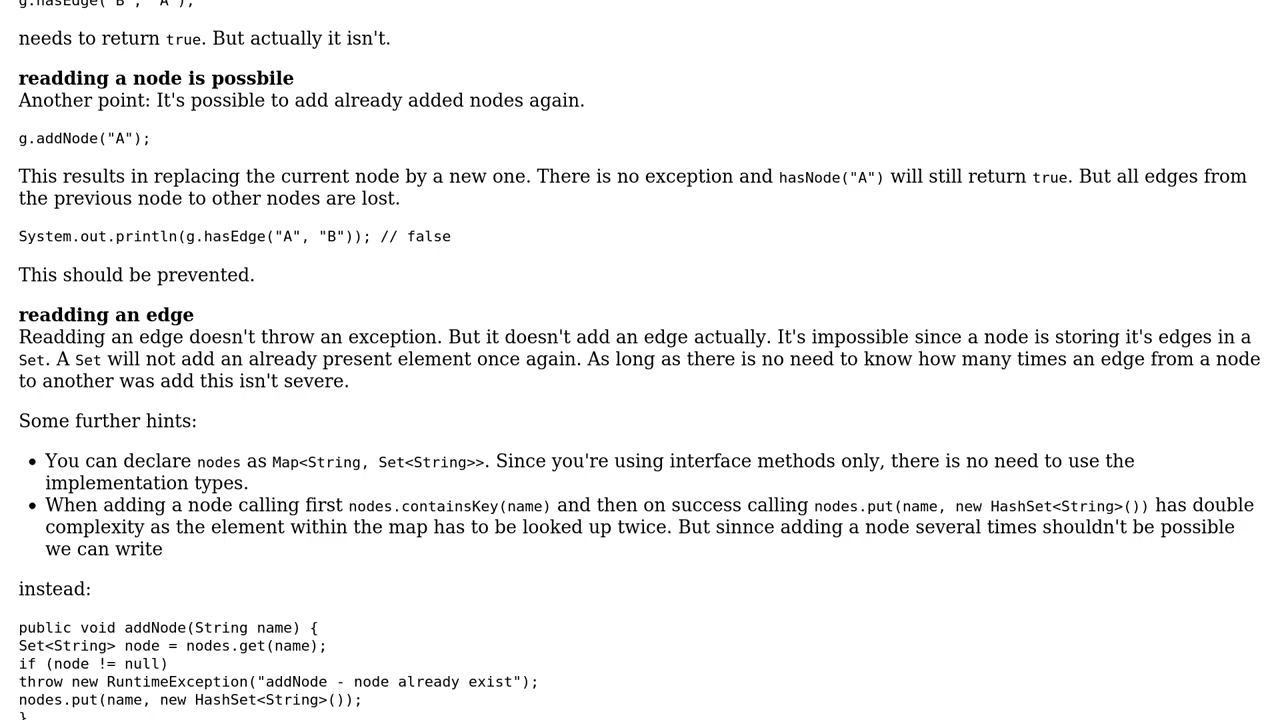 g.hasEdge("B", "A");
needs to return true. But actually it isn't.
readding a node is possbile
Another point: It's possible to add already added nodes again.
g.addNode("A");
This results in replacing the current node by a new one. There is no exception and hasNode("A") will still return true. But all edges from
the previous node to other nodes are lost.
System.out.println(g.hasEdge("A", "B")); // false
This should be prevented.
readding an edge
Readding an edge doesn't throw an exception. But it doesn't add an edge actually. It's impossible since a node is storing it's edges in a
Set. A Set will not add an already present element once again. As long as there is no need to know how many times an edge from a node
to another was add this isn't severe.
Some further hints:
• You can declare nodes as Map<String, Set<String>>. Since you're using interface methods only, there is no need to use the
implementation types.
• When adding a node calling first nodes.containsKey(name) and then on success calling nodes.put(name, new HashSet<String>()) has double
complexity as the element within the map has to be looked up twice. But sinnce adding a node several times shouldn't be possible
we can write
instead:
public void addNode(String name) {
Set<String> node = nodes.get(name);
if (node != null)
throw new RuntimeException("addNode - node already exist");
nodes.put(name, new HashSet<String>());
}